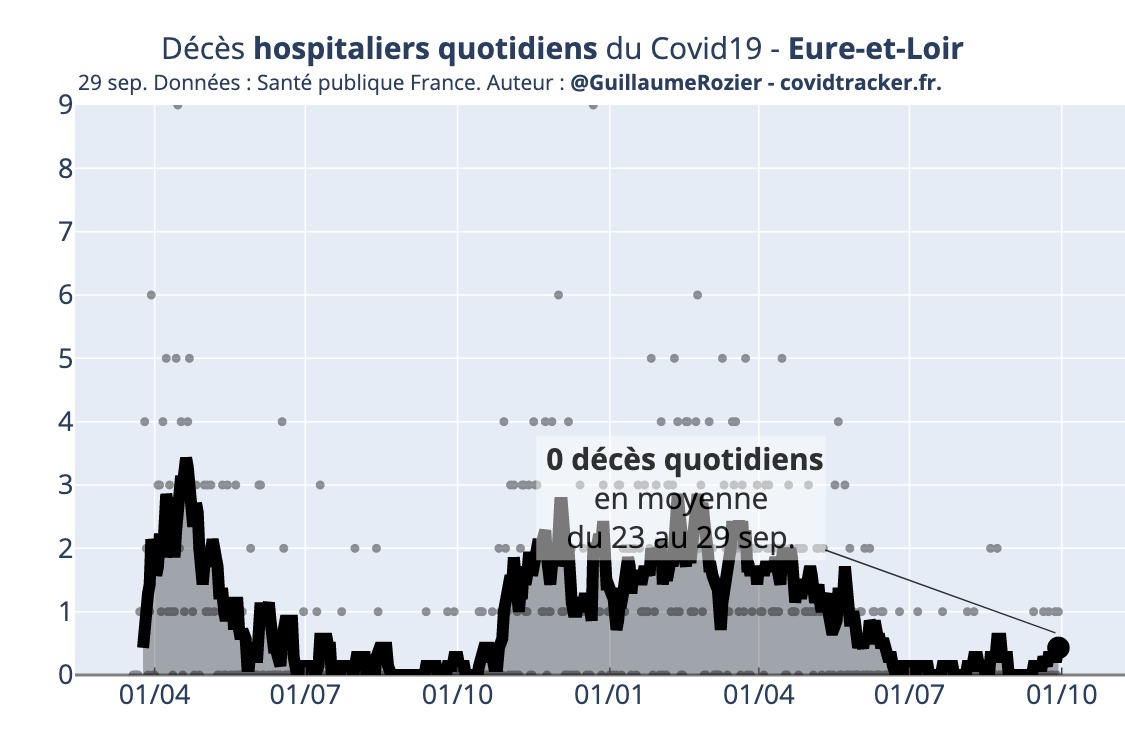 Décès hospitaliers quotidiens du Covid19 - Eure-et-Loir
29 sep. Données : Santé publique France. Auteur : @GuillaumeRozier - covidtracker.fr.
9
8
7
6
5
4
0 décès quotidiens
3
en moyenne
du 23 au 29 sep.
2
1
0
01/04 01/07 01/10 01/01 01/04 01/07 01/10